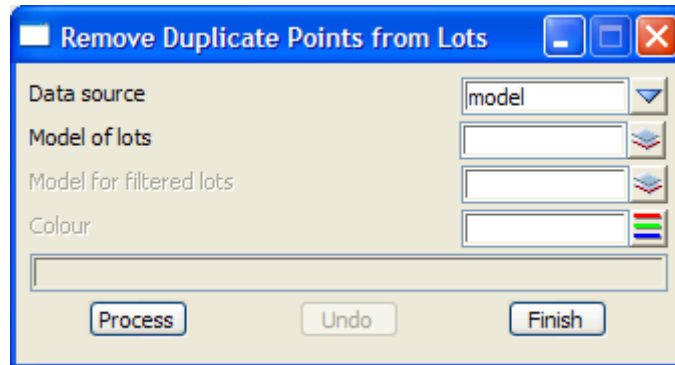 Remove Duplicate Points from Lots
Data source model
Model of lots
Model for filtered lots
Colour
Process Undo Finish